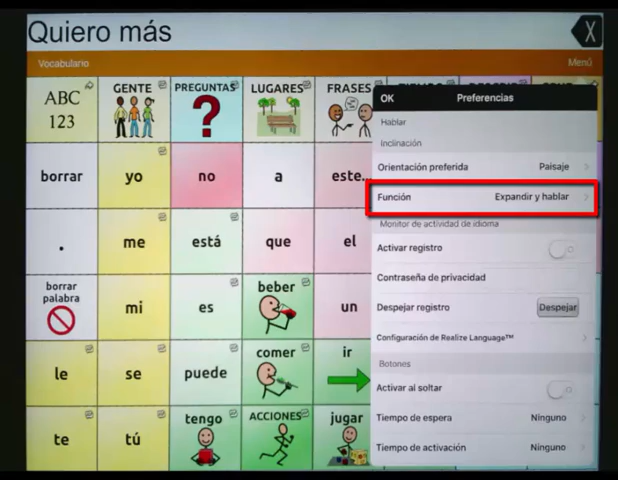 Quiero más
X
Vocabulario
Menú
ABC
123
GENTE
PREGUNTAS
?
LUGARES
FRASES
borrar
yo
no
a
este...
.
me
está
que
el
borrar
palabra
mi
es
beber
un
le
se
puede
comer
ir
te
tú
tengo
ACCIONES
jugar
OK
Preferencias
Hablar
Inclinación
Orientación preferida
Paisaje
Función
Expandir y hablar
Monitor de actividad de idioma
Activar registro
Contraseña de privacidad
Despejar registro
Despejar
Configuración de Realize Language™
Botones
Activar al soltar
Tiempo de espera
Ninguno
Tiempo de activación
Ninguno